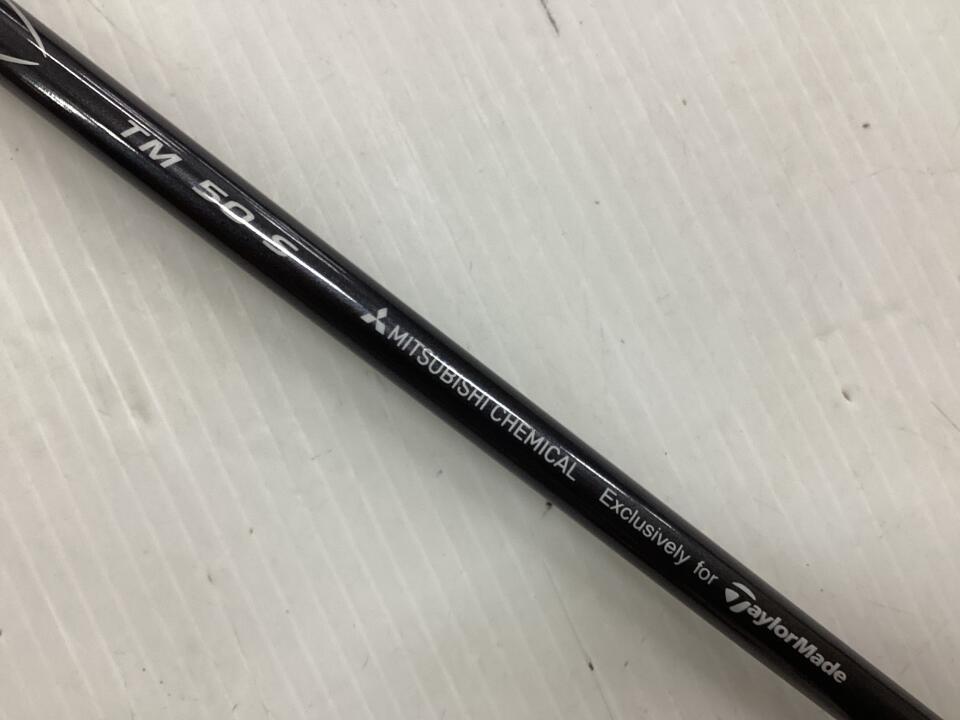 TM 50 S MITSUBISHI CHEMICAL Exclusively for TaylorMade